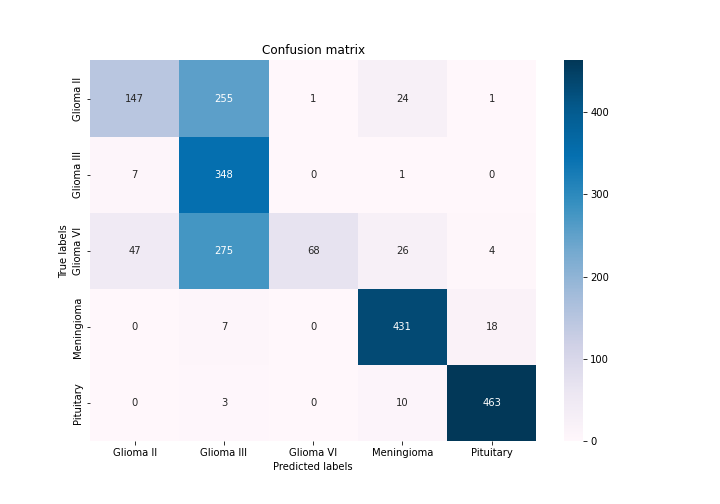 Confusion matrix
True labels
Glioma II
147 255 1 24 1
Glioma III
7 348 0 1 0
Glioma VI
47 275 68 26 4
Meningioma
0 7 0 431 18
Pituitary
0 3 0 10 463
Glioma II Glioma III Glioma VI Meningioma Pituitary
Predicted labels
400
300
200
100
0